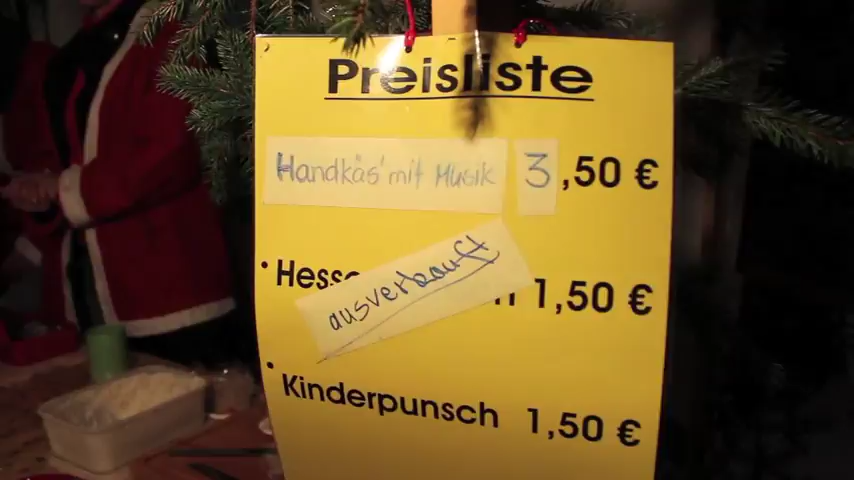 Preisliste
Handkäs' mit Musik 3,50 €
ausverkauft
• 1,50 €
• Kinderpunsch 1,50 €